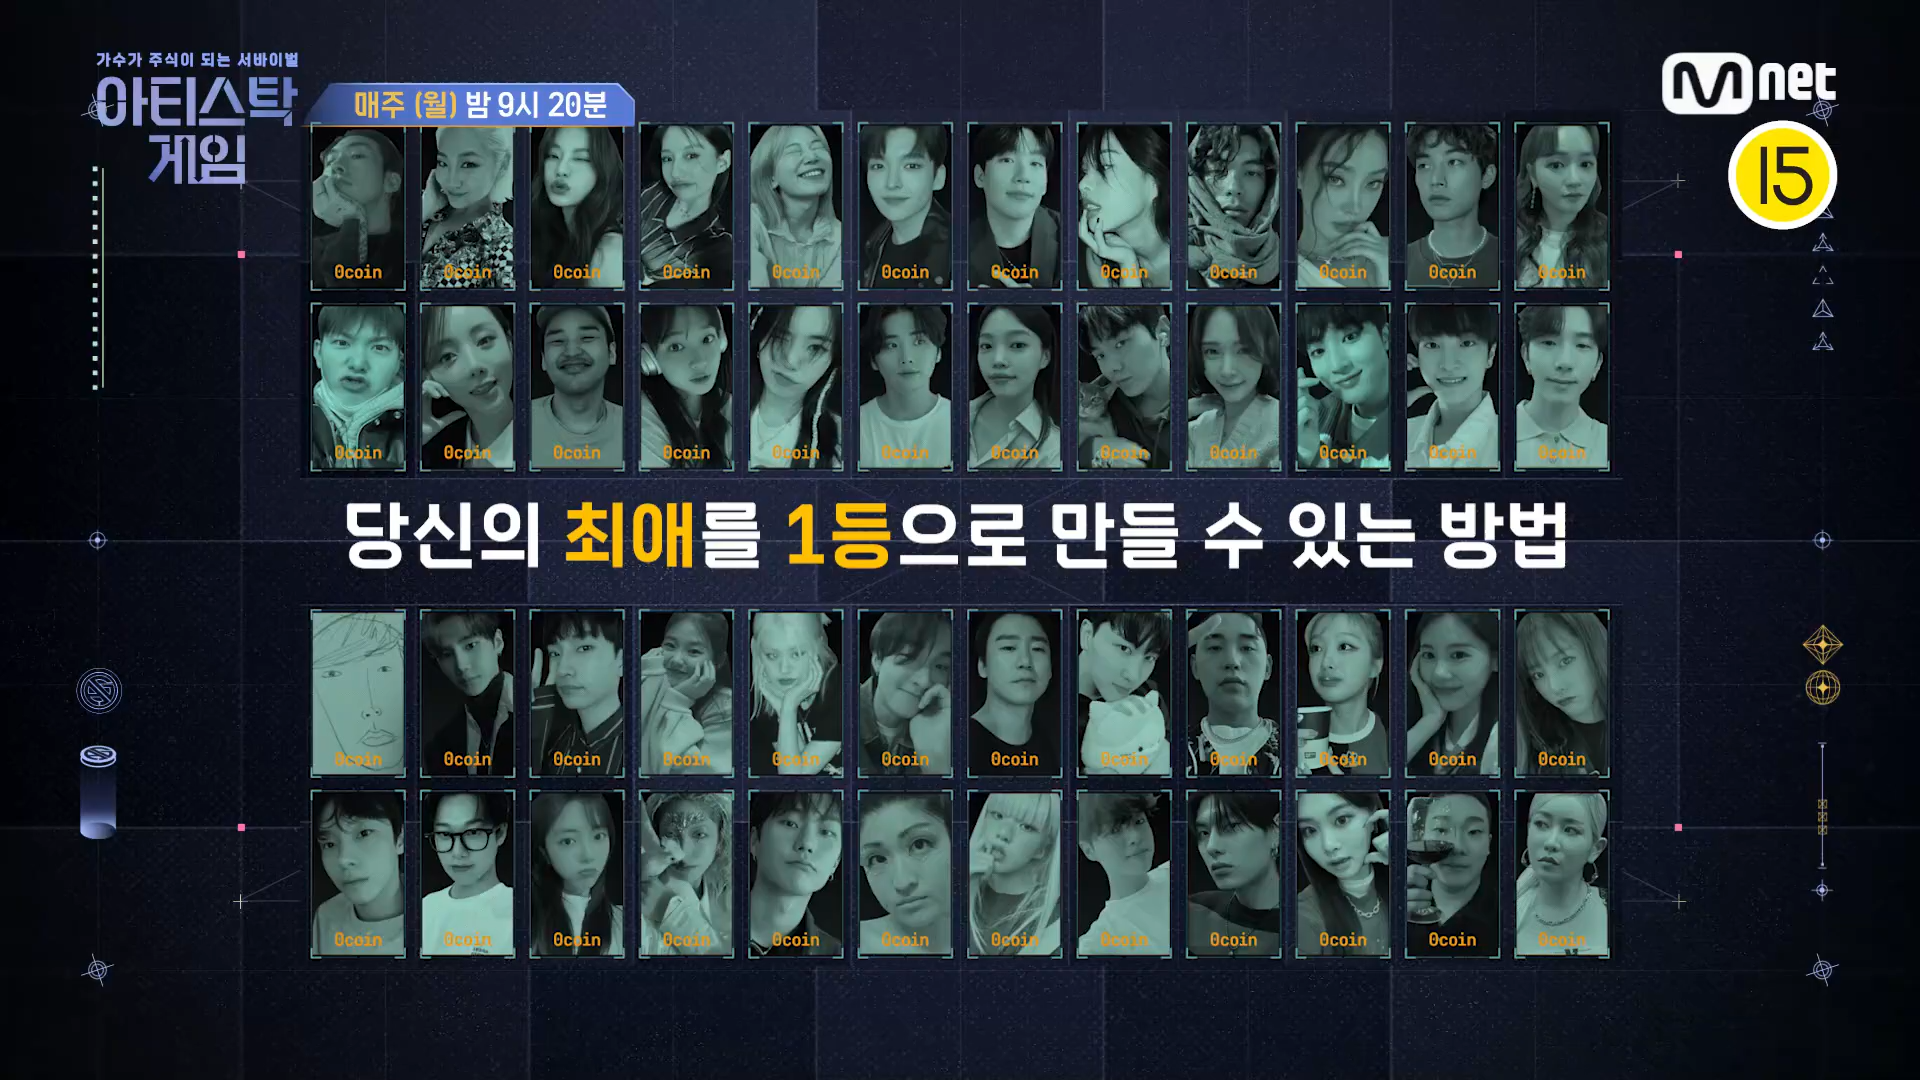 가수가 주식이 되는 서바이벌
아티스탁
게임
매주 (월) 밤 9시 20분
Mnet
15
0coin 0coin 0coin 0coin 0coin 0coin 0coin 0coin 0coin 0coin 0coin 0coin
0coin 0coin 0coin 0coin 0coin 0coin 0coin 0coin 0coin 0coin 0coin 0coin
당신의 최애를 1등으로 만들 수 있는 방법
0coin 0coin 0coin 0coin 0coin 0coin 0coin 0coin 0coin 0coin 0coin 0coin
0coin 0coin 0coin 0coin 0coin 0coin 0coin 0coin 0coin 0coin 0coin 0coin